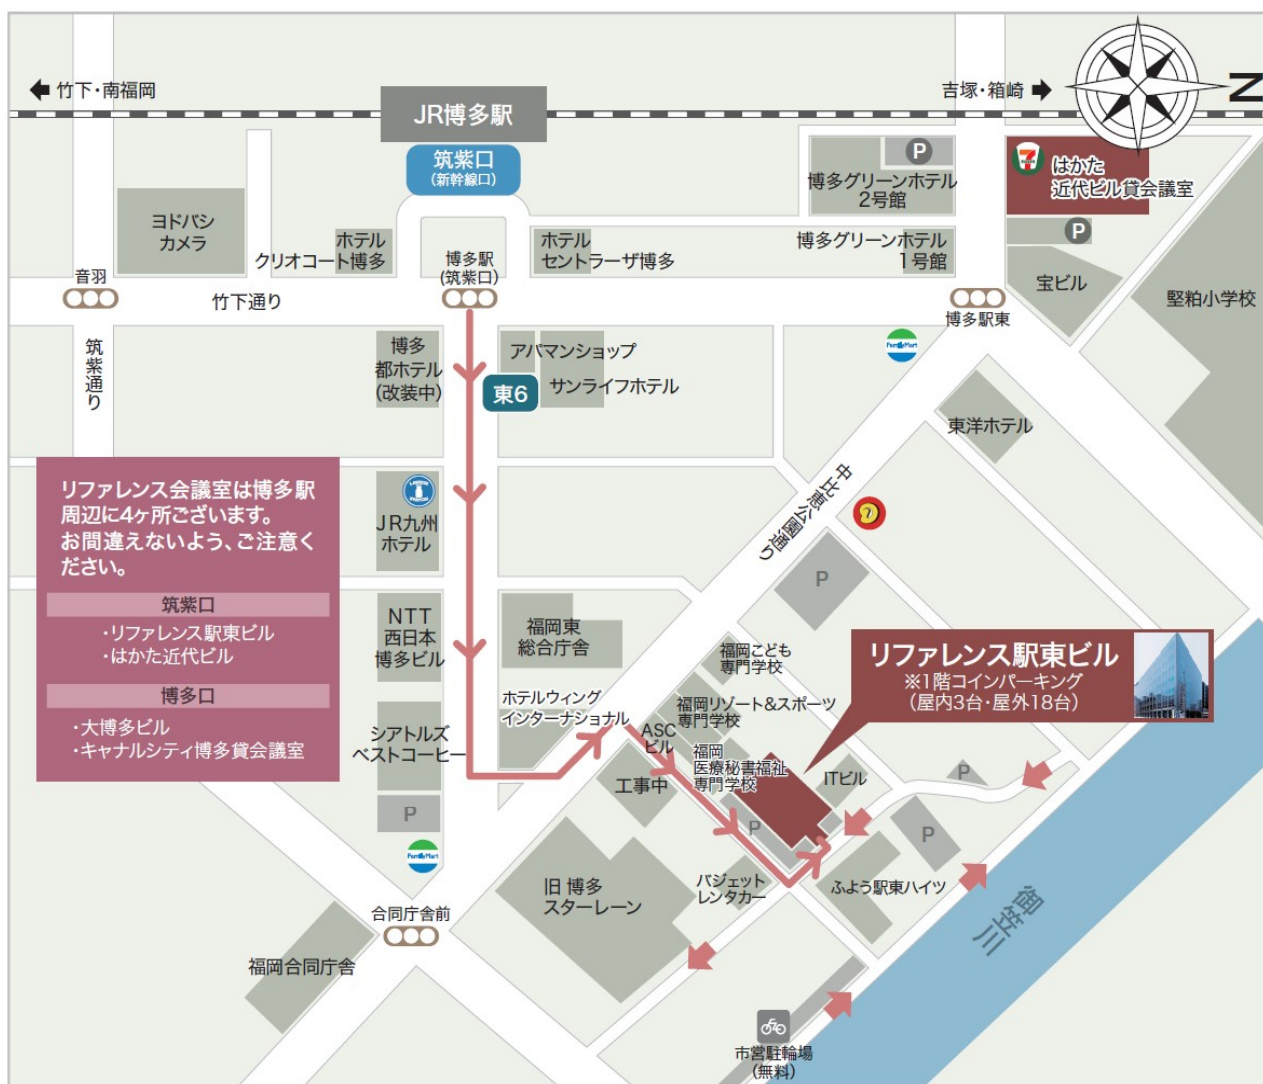 竹下・南福岡
吉塚・箱崎
N
JR博多駅
筑紫口
(新幹線口)
P
博多グリーンホテル
2号館
7
はかた
近代ビル貸会議室
ヨドバシ
カメラ
ホテル
クリオコート博多
博多駅
(筑紫口)
ホテル
セントラーザ博多
博多グリーンホテル
1号館
P
宝ビル
堅粕小学校
音羽
竹下通り
博多駅東
筑紫通り
博多
都ホテル
(改装中)
アパマンショップ
サンライフホテル
東6
FamilyMart
東洋ホテル
中比恵公園通り
リファレンス会議室は博多駅
周辺に4ヶ所ございます。
お間違えないよう、ご注意く
ださい。
筑紫口
・リファレンス駅東ビル
・はかた近代ビル
博多口
・大博多ビル
・キャナルシティ博多貸会議室
JR九州
ホテル
P
NTT
西日本
博多ビル
福岡東
総合庁舎
福岡こども
専門学校
リファレンス駅東ビル
※1階コインパーキング
(屋内3台・屋外18台)
ホテルウィング
インターナショナル
福岡リゾート&スポーツ
専門学校
シアトルズ
ベストコーヒー
ASC
ビル
福岡
医療秘書福祉
専門学校
ITビル
P
工事中
P
P
P
FamilyMart
バジェット
レンタカー
ふよう駅東ハイツ
旧 博多
スターレーン
御笠川
合同庁舎前
福岡合同庁舎
市営駐輪場
(無料)